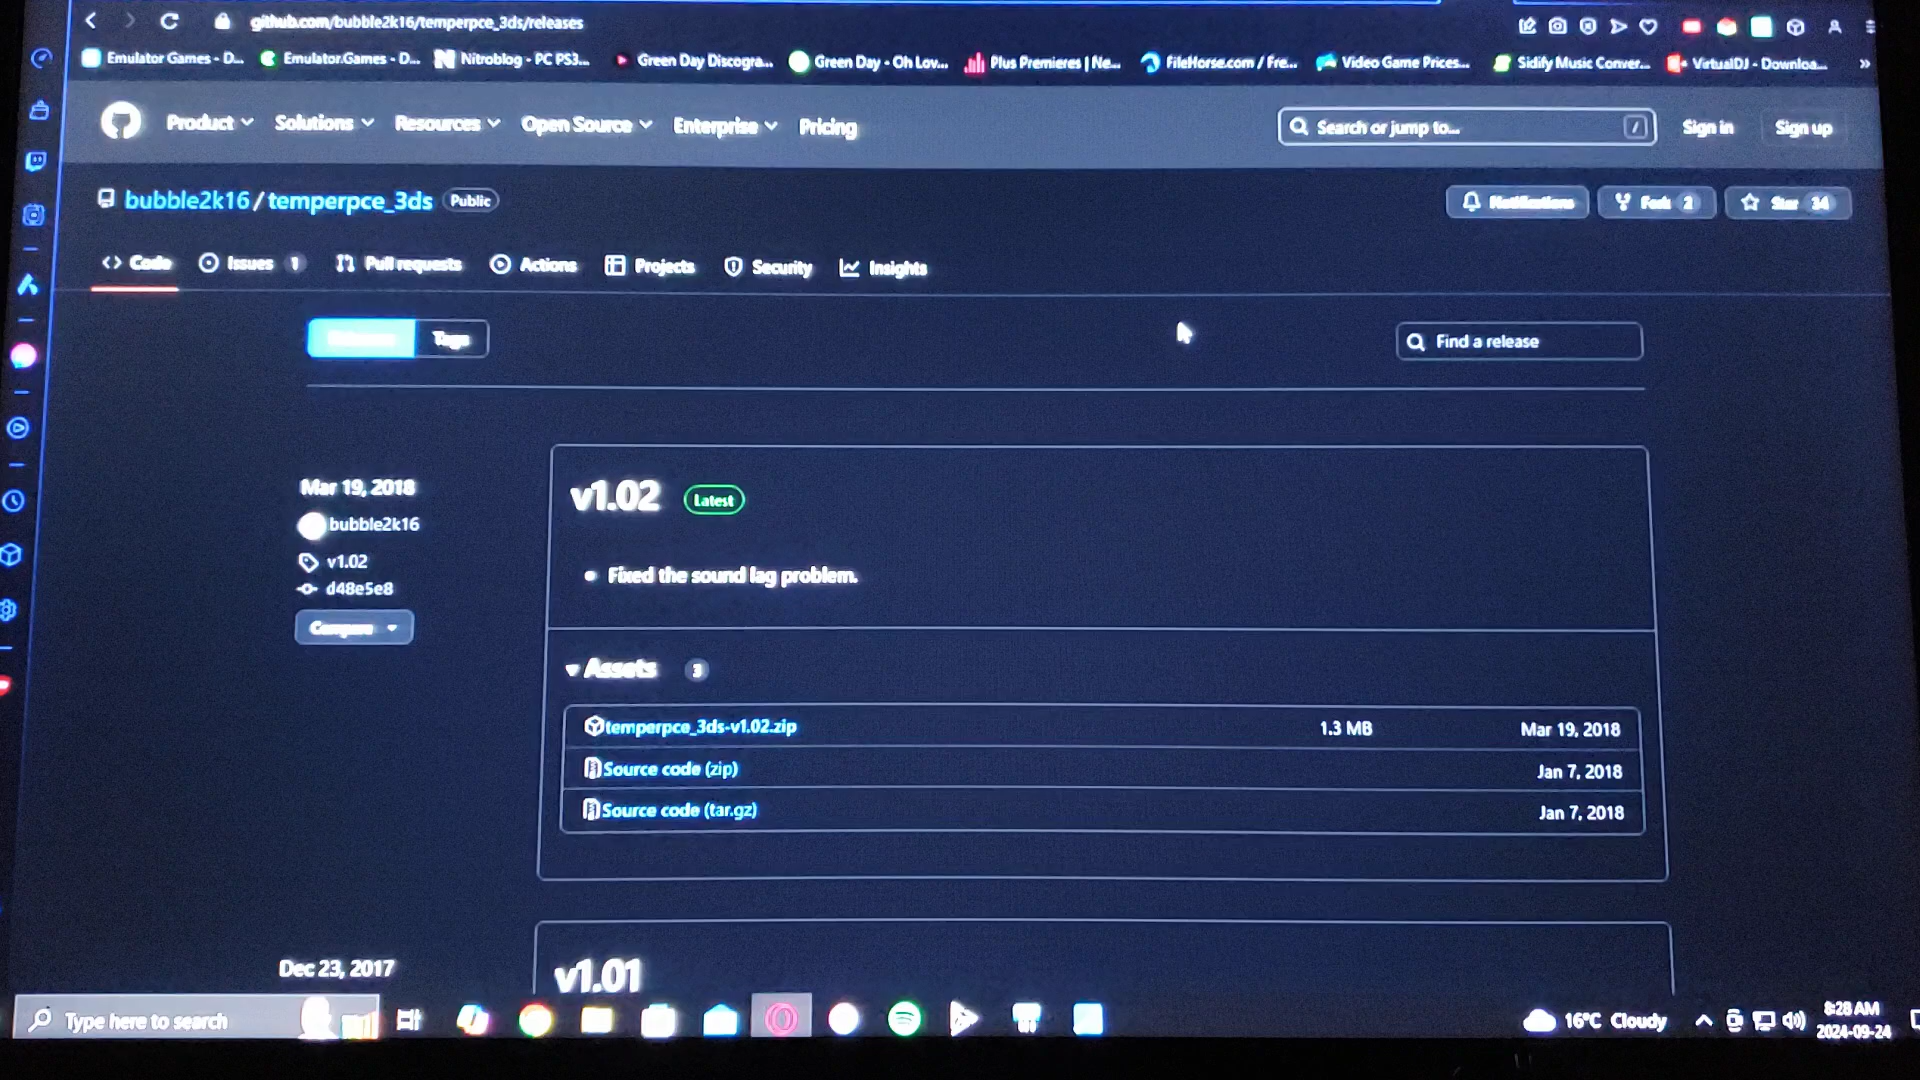 github.com/bubble2k16/temperpce_3ds/releases
Emulator Games - D... Emulator.Games - D... Nitroblog - PC PS3... Green Day Discogra... Green Day - Oh Lov... Plus Premieres | Ne... FileHorse.com / Fre... Video Game Prices... Sidify Music Conver... VirtualDJ - Downloa... »
Product Solutions Resources Open Source Enterprise Pricing Search or jump to... / Sign in Sign up
bubble2k16 / temperpce_3ds Public Notifications Fork 2 Star 34
Code Issues 1 Pull requests Actions Projects Security Insights
Tags Find a release
Mar 19, 2018
bubble2k16
v1.02
d48e5e8
Compare
v1.02 Latest
Fixed the sound lag problem.
Assets 3
temperpce_3ds-v1.02.zip 1.3 MB Mar 19, 2018
Source code (zip) Jan 7, 2018
Source code (tar.gz) Jan 7, 2018
Dec 23, 2017
v1.01
Type here to search 16°C Cloudy 8:28 AM
2024-09-24